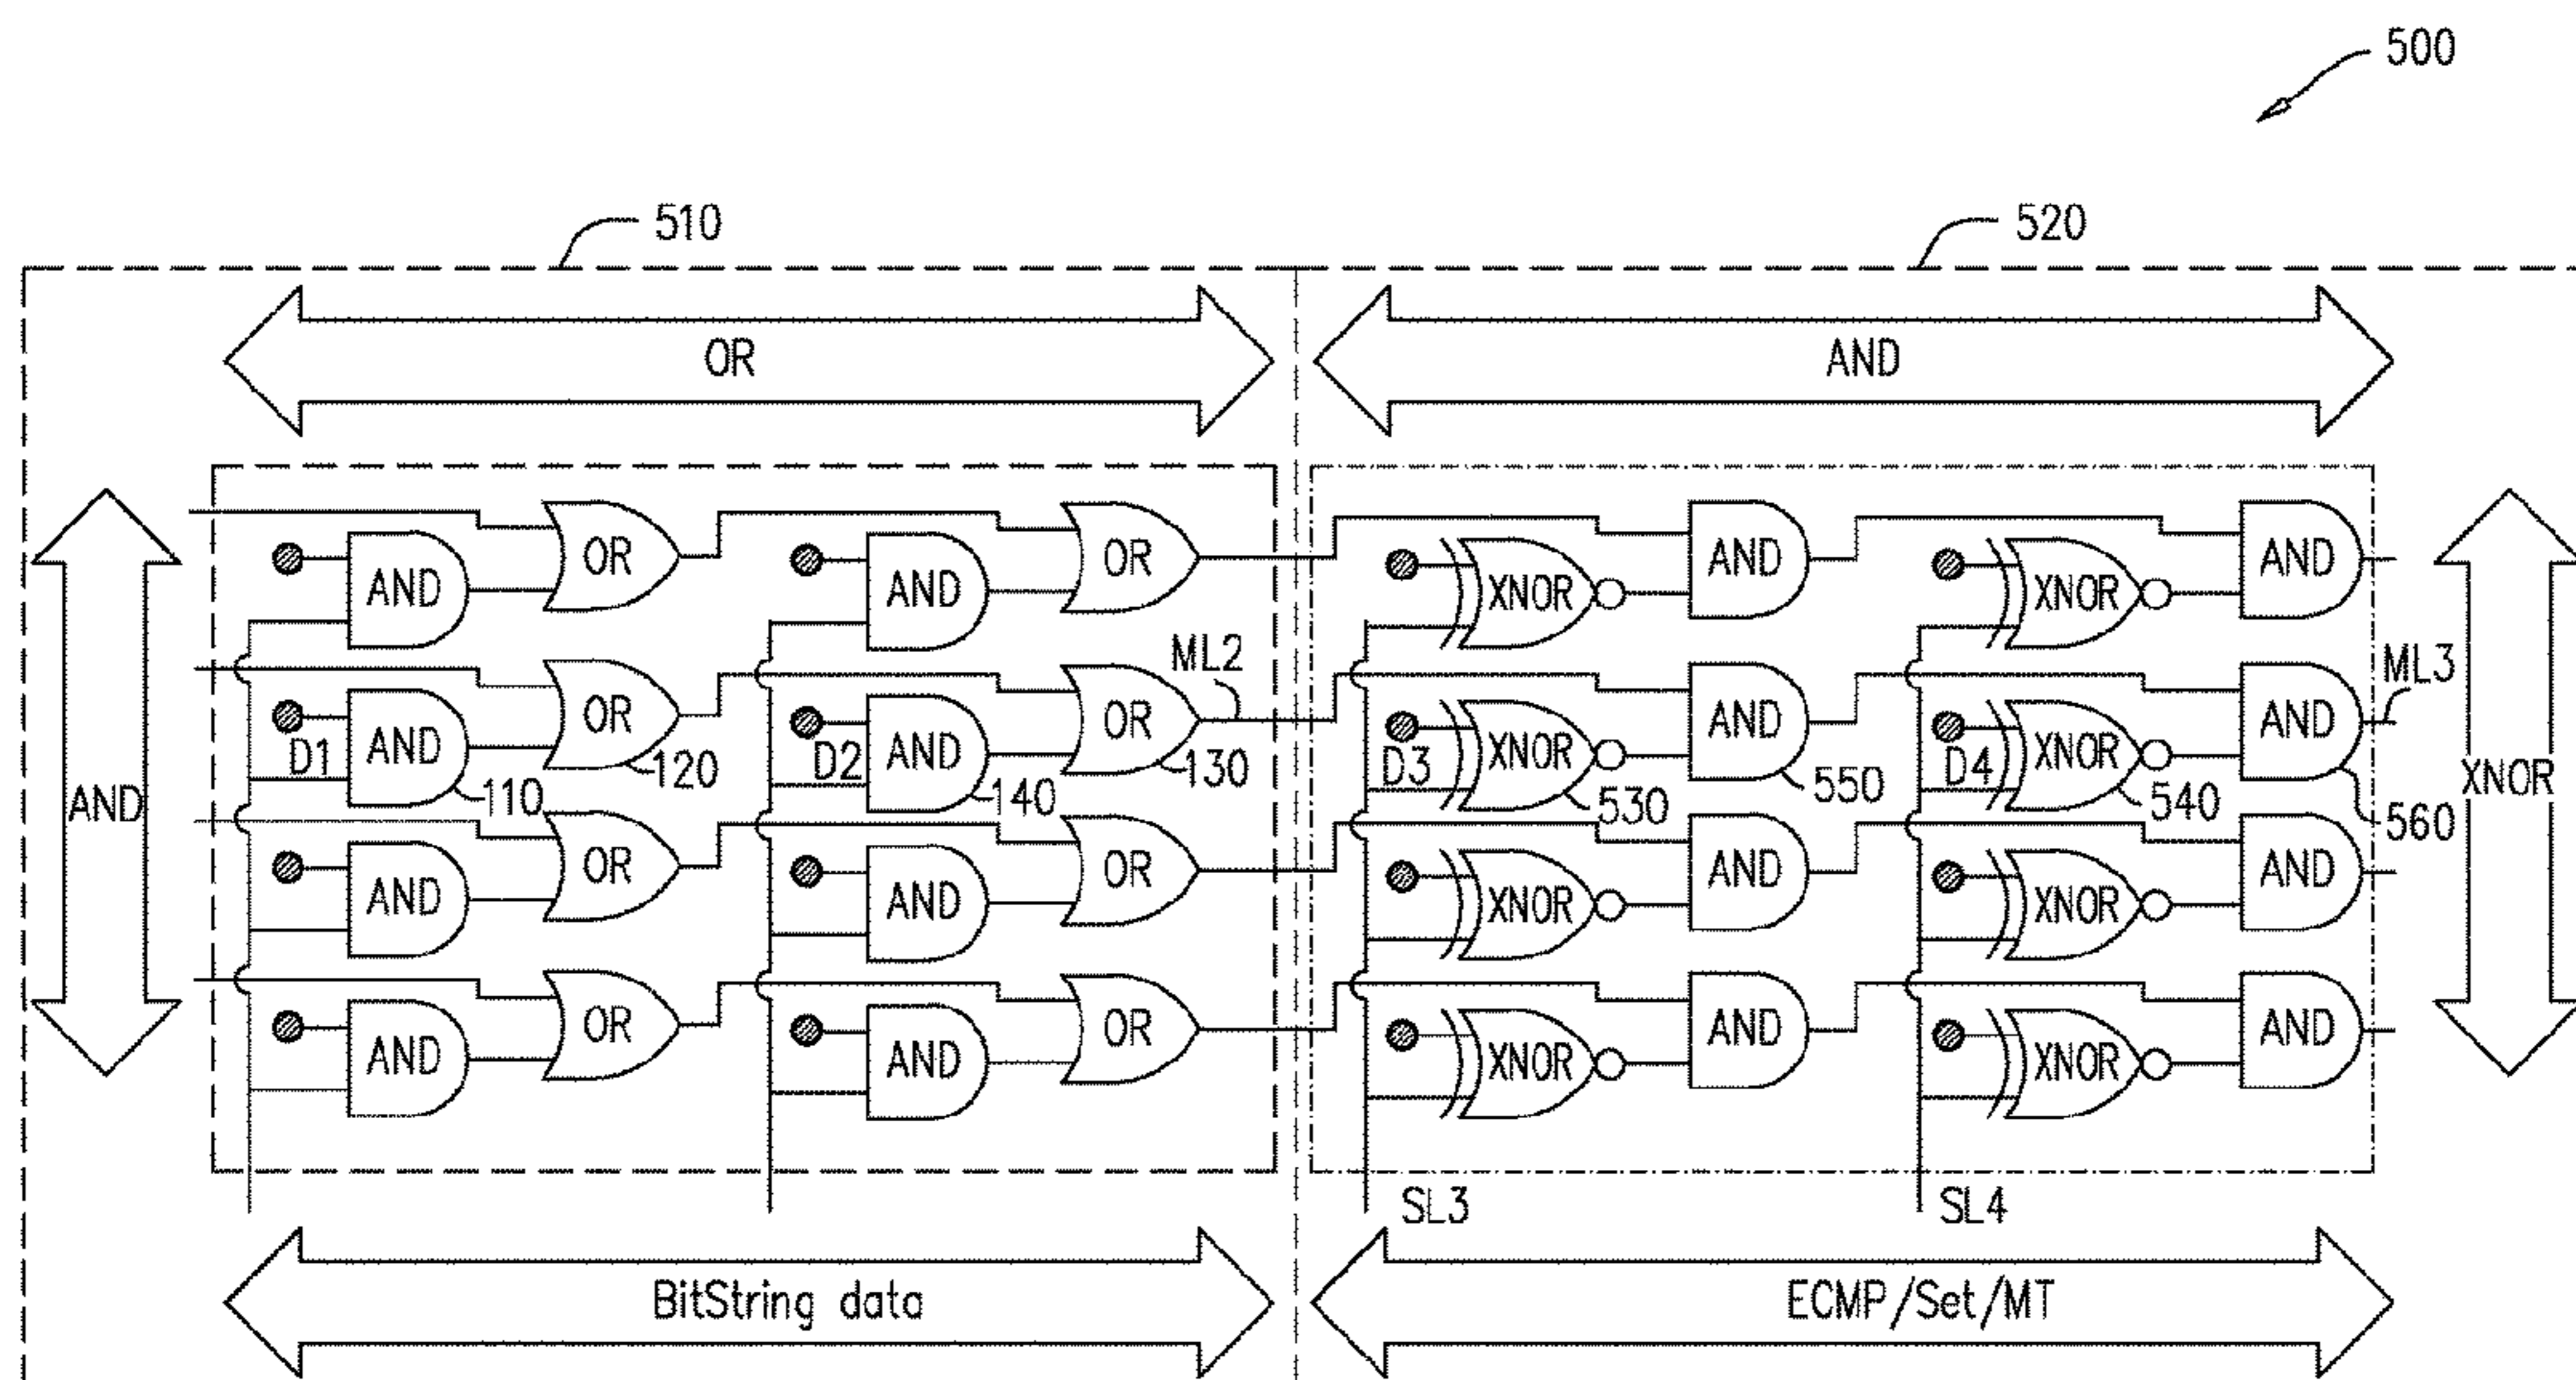 500
510
520
OR
AND
OR
OR
AND
AND
AND
AND
XNOR
XNOR
ML2
OR
OR
AND
AND
ML3
D1
AND
D2
AND
D3
XNOR
D4
XNOR
120
130
550
560
110
140
530
540
AND
XNOR
OR
OR
AND
AND
AND
AND
XNOR
XNOR
OR
OR
AND
AND
AND
AND
XNOR
XNOR
SL3
SL4
BitString data
ECMP/Set/MT